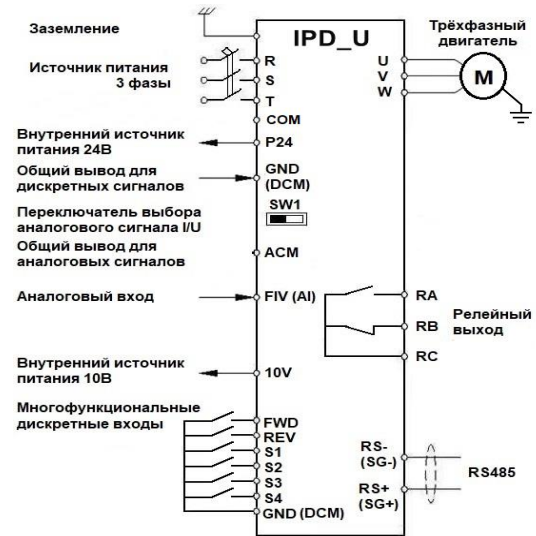 IPD_U
Заземление
Источник питания
3 фазы
R
S
T
COM
Внутренний источник
питания 24В
P24
Общий вывод для
дискретных сигналов
GND
(DCM)
Переключатель выбора
аналогового сигнала I/U
SW1
Общий вывод для
аналоговых сигналов
ACM
Аналоговый вход
FIV (AI)
Внутренний источник
питания 10В
10V
Многофункциональные
дискретные входы
FWD
REV
S1
S2
S3
S4
GND (DCM)
Трёхфазный
двигатель
U
V
W
M
RA
RB
RC
Релейный
выход
RS-
(SG-)
RS+
(SG+)
RS485